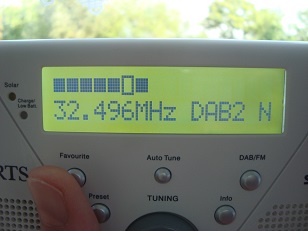 Solar
Charge/
Low Batt.
32.496MHz DAB2 N
Favourite
Auto Tune
DAB/FM
RTS
S
Preset
TUNING
Info